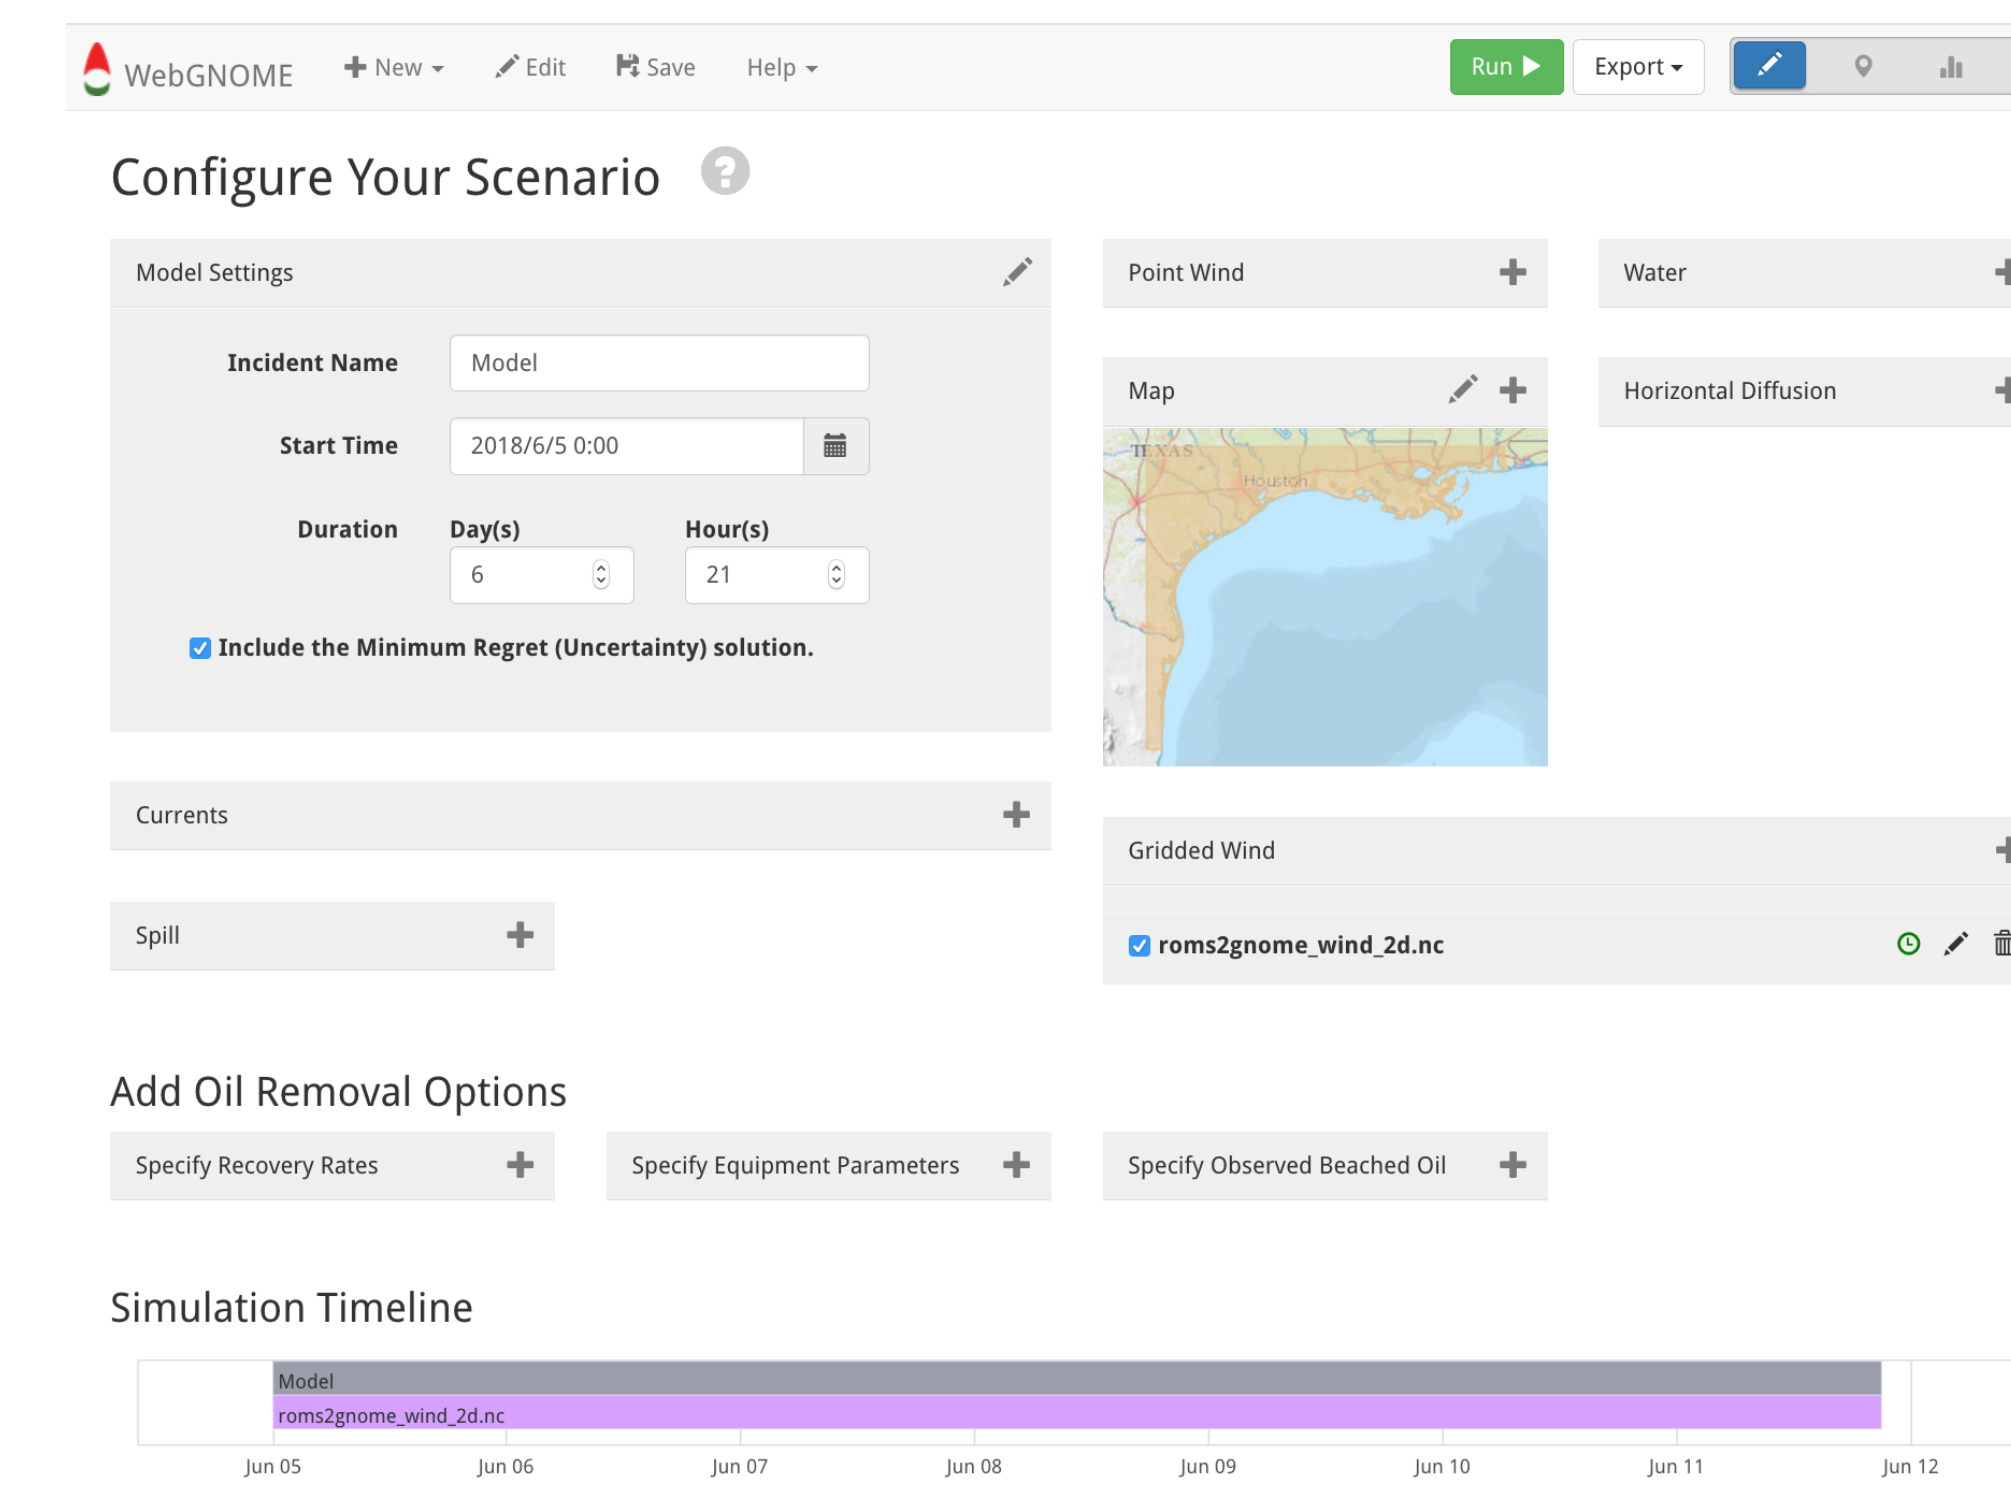 WebGNOME New Edit Save Help Run Export
Configure Your Scenario ?
Model Settings
Incident Name Model
Start Time 2018/6/5 0:00
Duration Day(s) Hour(s)
6 21
Include the Minimum Regret (Uncertainty) solution.
Currents
Spill
Point Wind
Water
Map
Horizontal Diffusion
TEXAS
Houston
Gridded Wind
roms2gnome_wind_2d.nc
Add Oil Removal Options
Specify Recovery Rates
Specify Equipment Parameters
Specify Observed Beached Oil
Simulation Timeline
Model
roms2gnome_wind_2d.nc
Jun 05 Jun 06 Jun 07 Jun 08 Jun 09 Jun 10 Jun 11 Jun 12